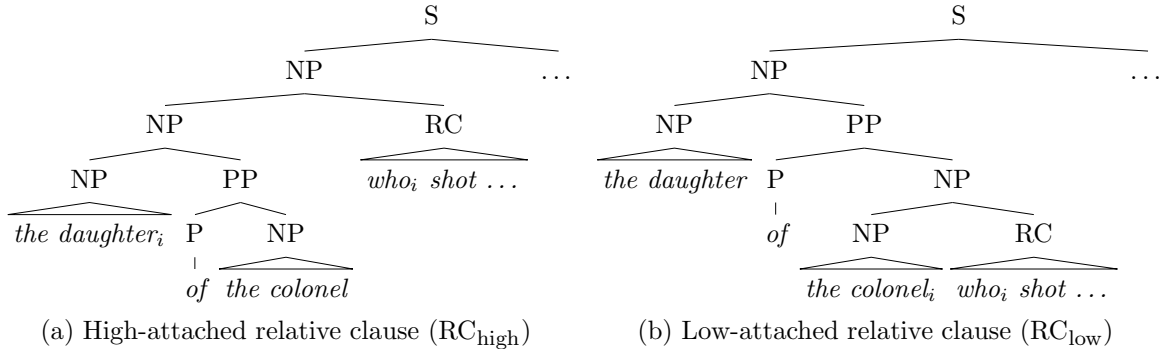 S S
NP … NP …
NP RC NP PP
NP PP who_i shot … the daughter P NP
the daughter_i P NP of NP RC
of the colonel the colonel_i who_i shot …
(a) High-attached relative clause (RC_high) (b) Low-attached relative clause (RC_low)